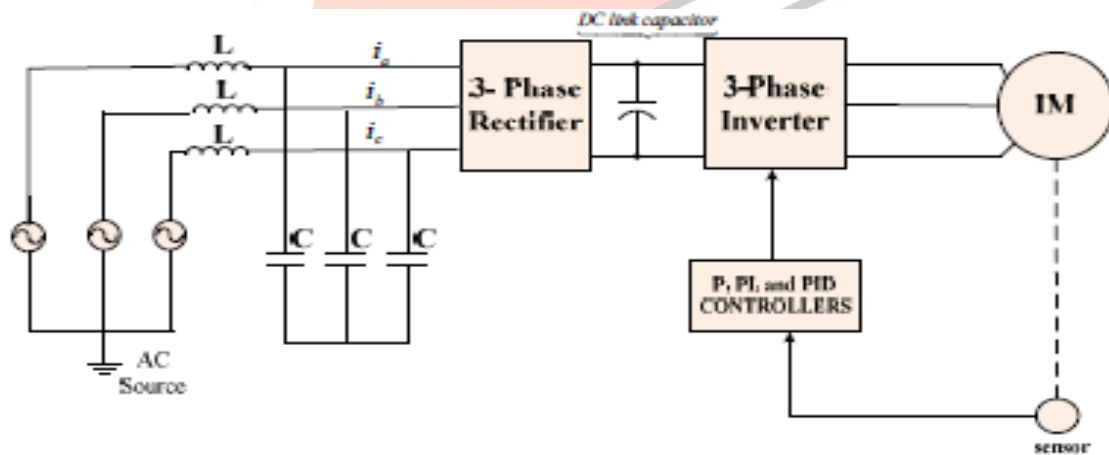 DC link capacitor
L
i_a
3- Phase
Rectifier
3-Phase
Inverter
IM
L
i_b
L
i_c
C
C
C
P, PI, and PID
CONTROLLERS
AC
Source
sensor